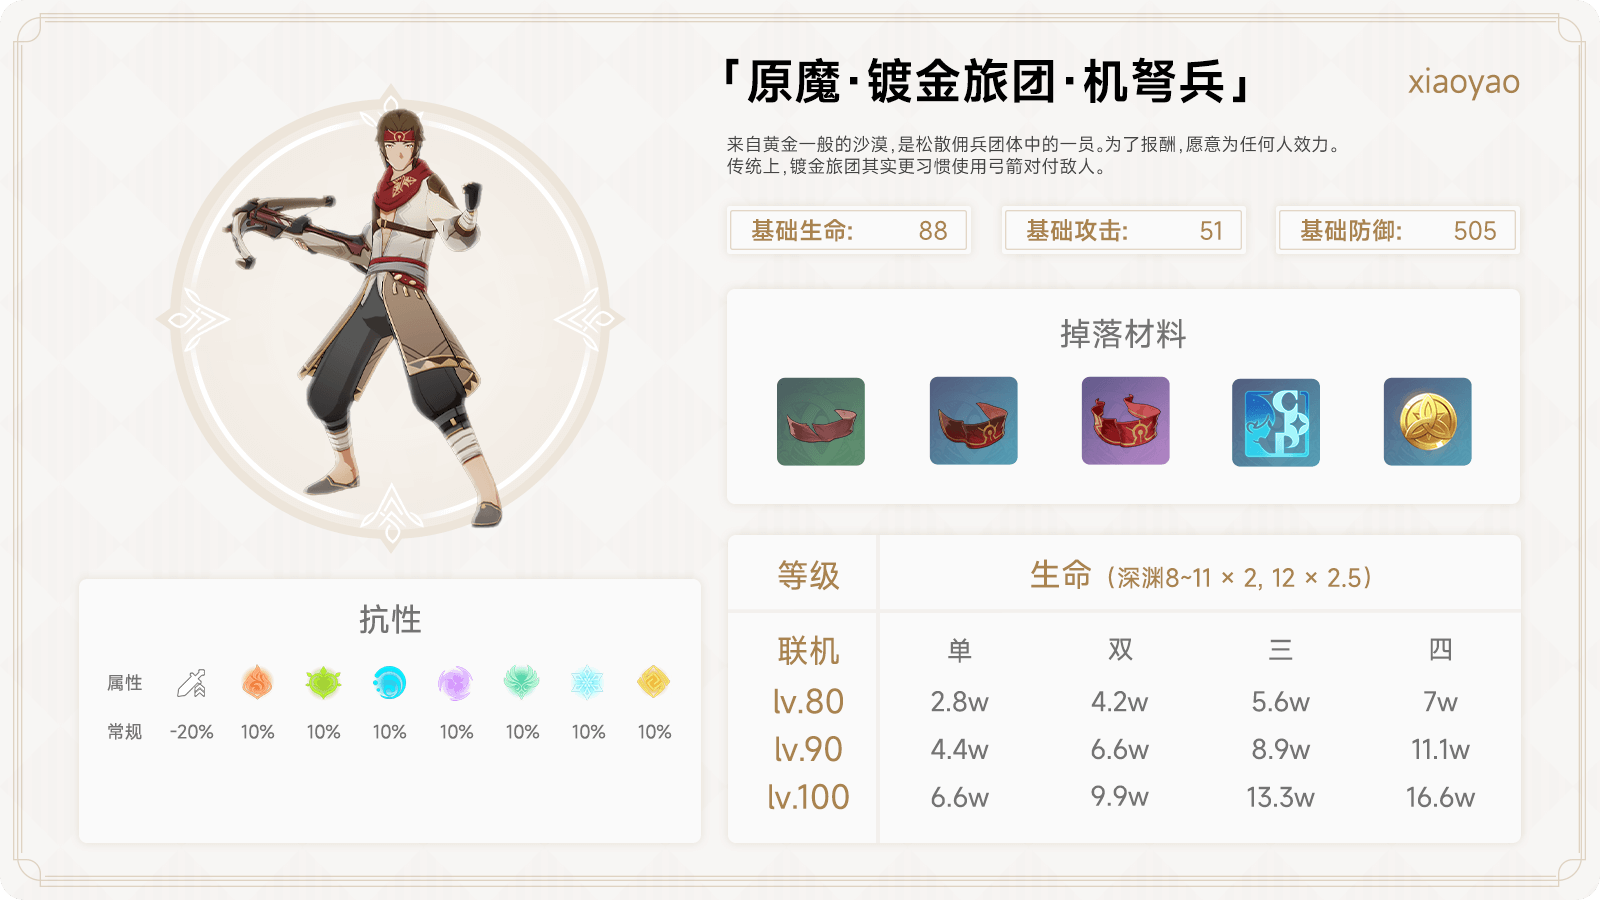 「原魔·镀金旅团·机弩兵」
xiaoyao
来自黄金一般的沙漠，是松散佣兵团体中的一员。为了报酬，愿意为任何人效力。
传统上，镀金旅团其实更习惯使用弓箭对付敌人。
基础生命: 88
基础攻击: 51
基础防御: 505
掉落材料
抗性
属性
常规 -20% 10% 10% 10% 10% 10% 10% 10%
等级 生命（深渊8~11 × 2, 12 × 2.5）
联机 单 双 三 四
lv.80 2.8w 4.2w 5.6w 7w
lv.90 4.4w 6.6w 8.9w 11.1w
lv.100 6.6w 9.9w 13.3w 16.6w